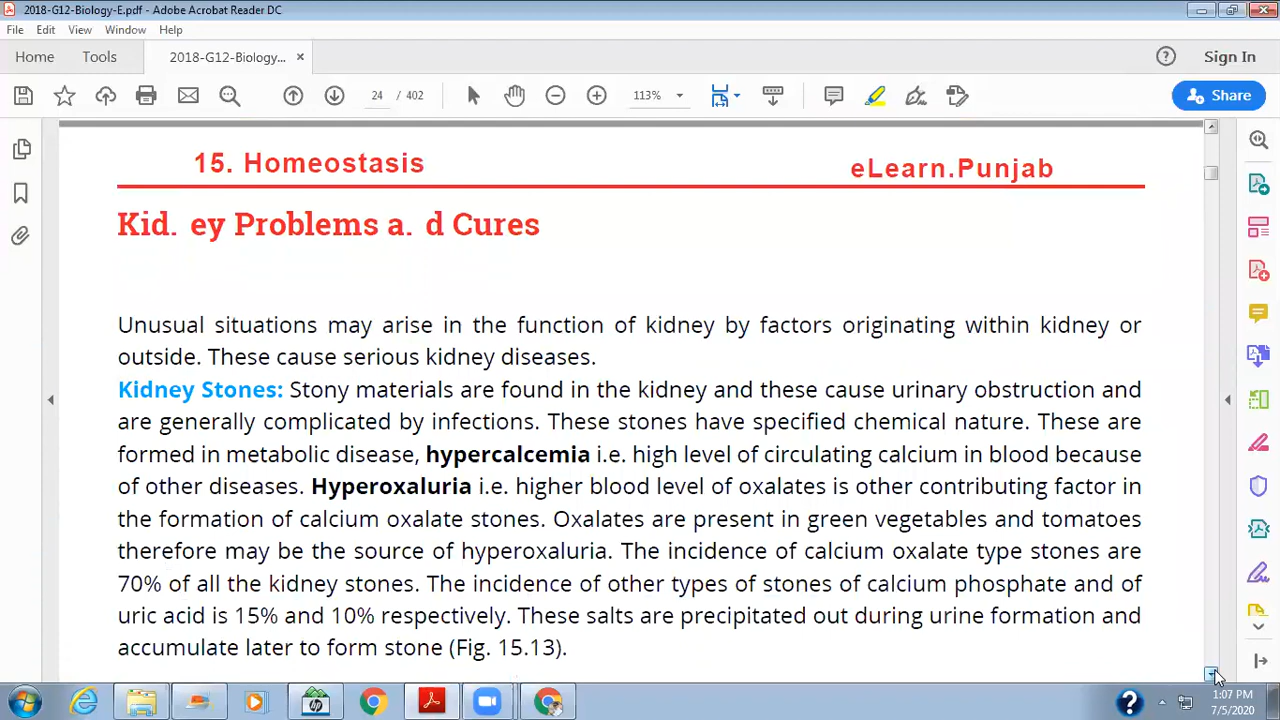 2018-G12-Biology-E.pdf - Adobe Acrobat Reader DC
File Edit View Window Help
Home Tools 2018-G12-Biology... × Sign In
24 / 402 113% Share
15. Homeostasis eLearn.Punjab
Kid. ey Problems a. d Cures
Unusual situations may arise in the function of kidney by factors originating within kidney or
outside. These cause serious kidney diseases.
Kidney Stones: Stony materials are found in the kidney and these cause urinary obstruction and
are generally complicated by infections. These stones have specified chemical nature. These are
formed in metabolic disease, hypercalcemia i.e. high level of circulating calcium in blood because
of other diseases. Hyperoxaluria i.e. higher blood level of oxalates is other contributing factor in
the formation of calcium oxalate stones. Oxalates are present in green vegetables and tomatoes
therefore may be the source of hyperoxaluria. The incidence of calcium oxalate type stones are
70% of all the kidney stones. The incidence of other types of stones of calcium phosphate and of
uric acid is 15% and 10% respectively. These salts are precipitated out during urine formation and
accumulate later to form stone (Fig. 15.13).
1:07 PM
7/5/2020